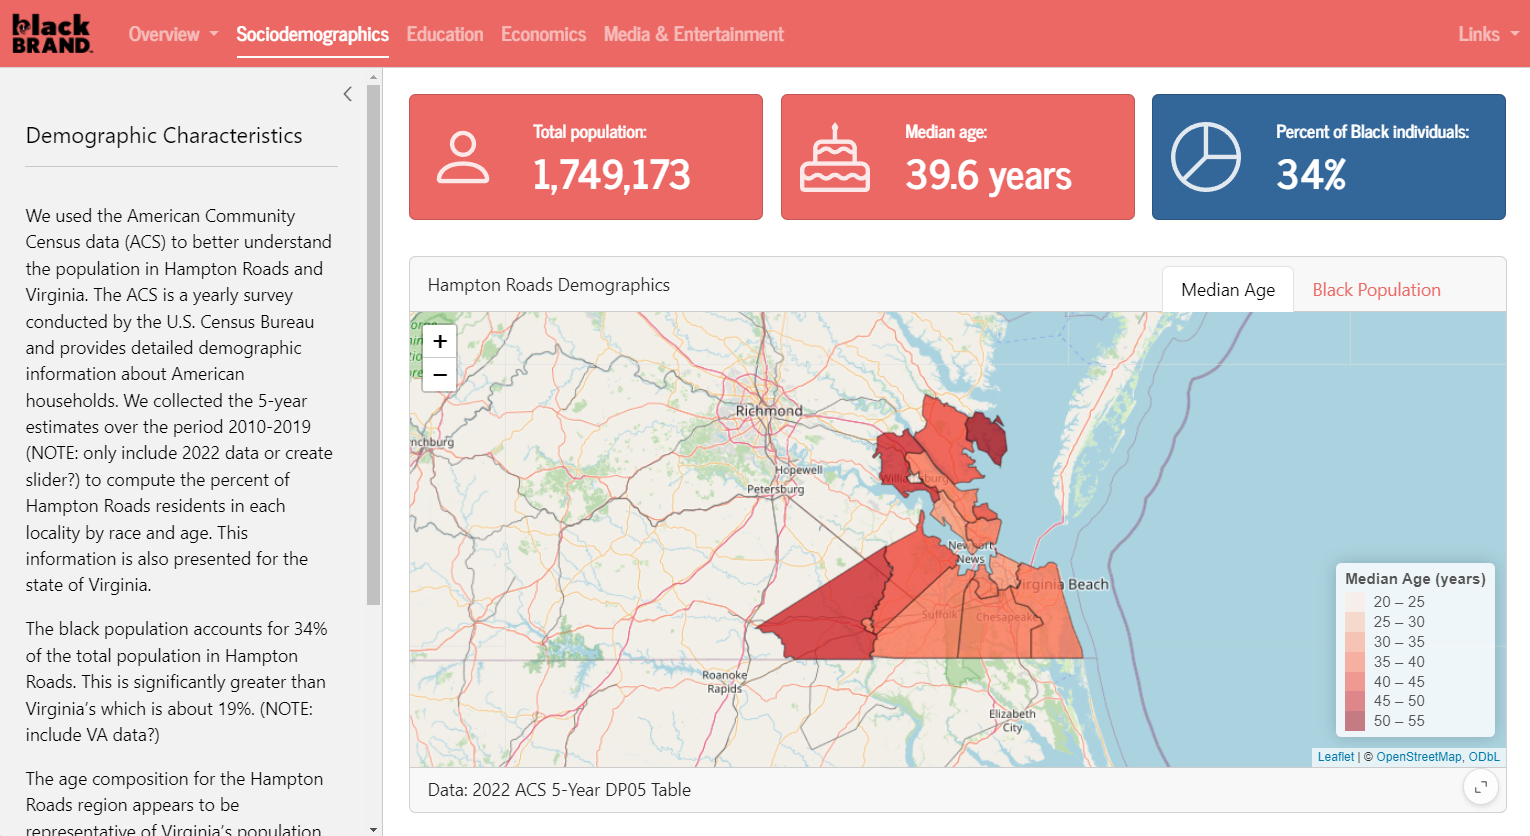 black
BRAND
Overview
Sociodemographics
Education
Economics
Media & Entertainment
Links
Demographic Characteristics
We used the American Community
Census data (ACS) to better understand
the population in Hampton Roads and
Virginia. The ACS is a yearly survey
conducted by the U.S. Census Bureau
and provides detailed demographic
information about American
households. We collected the 5-year
estimates over the period 2010-2019
(NOTE: only include 2022 data or create
slider?) to compute the percent of
Hampton Roads residents in each
locality by race and age. This
information is also presented for the
state of Virginia.
The black population accounts for 34%
of the total population in Hampton
Roads. This is significantly greater than
Virginia's which is about 19%. (NOTE:
include VA data?)
The age composition for the Hampton
Roads region appears to be
representative of Virginia's population
Total population:
1,749,173
Median age:
39.6 years
Percent of Black individuals:
34%
Hampton Roads Demographics
Median Age
Black Population
+
−
Richmond
nchburg
Hopewell
Petersburg
Williamsburg
Newport
News
Virginia Beach
Suffolk
Chesapeake
Roanoke
Rapids
Elizabeth
City
Median Age (years)
20 – 25
25 – 30
30 – 35
35 – 40
40 – 45
45 – 50
50 – 55
Leaflet | © OpenStreetMap, ODbL
Data: 2022 ACS 5-Year DP05 Table